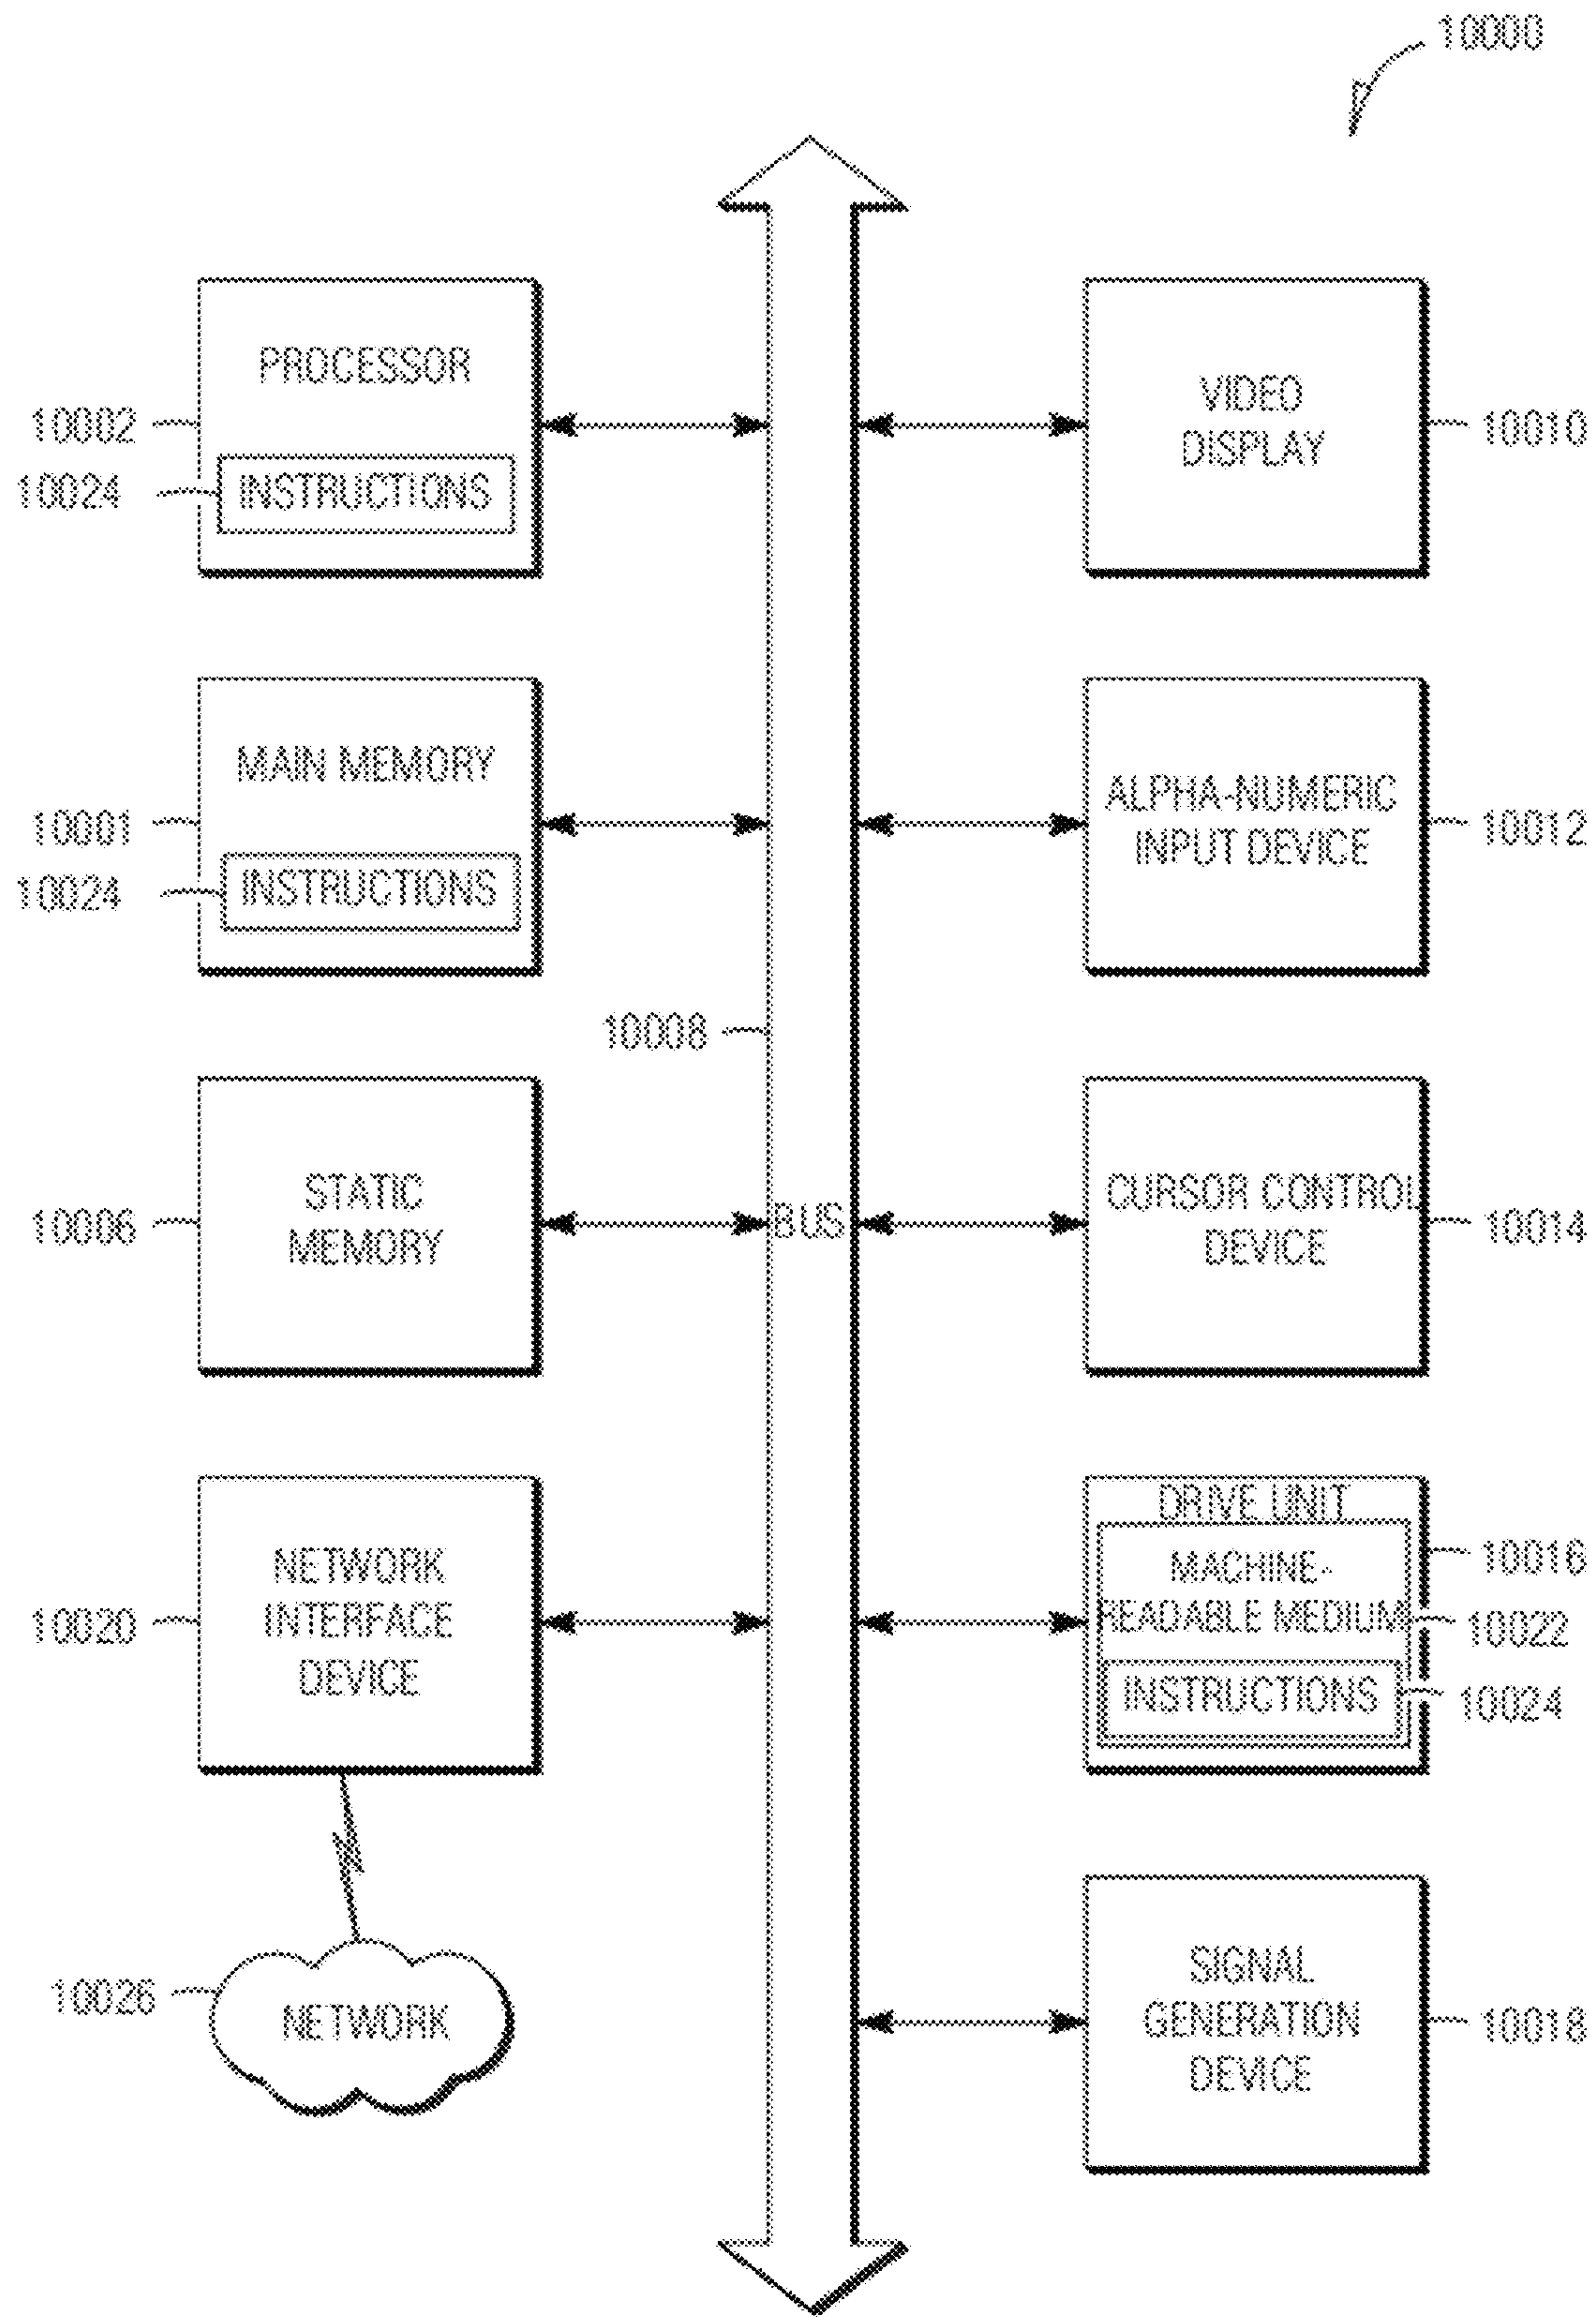 10000
PROCESSOR
10002
10024
INSTRUCTIONS
VIDEO
DISPLAY
10010
MAIN MEMORY
10001
10024
INSTRUCTIONS
ALPHA-NUMERIC
INPUT DEVICE
10012
10008
STATIC
MEMORY
10006
BUS
CURSOR CONTROL
DEVICE
10014
NETWORK
INTERFACE
DEVICE
10020
DRIVE UNIT
10016
MACHINE-
READABLE MEDIUM
10022
INSTRUCTIONS
10024
10026
NETWORK
SIGNAL
GENERATION
DEVICE
10018